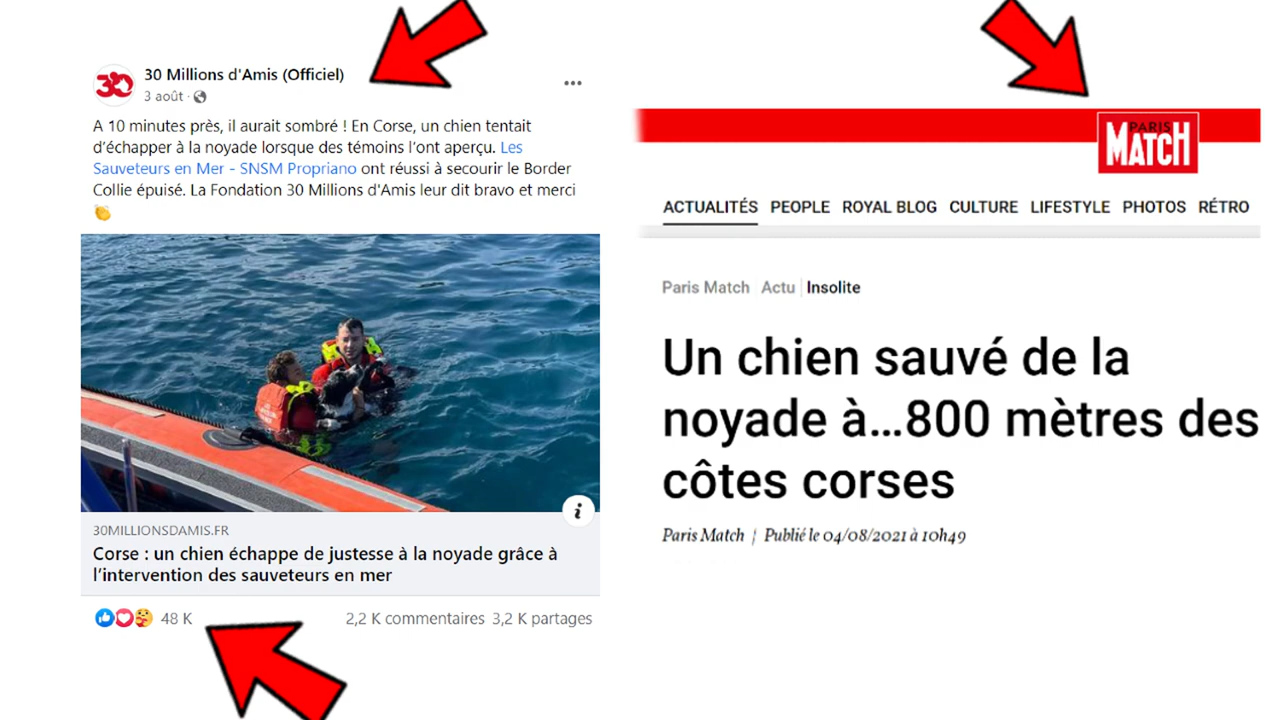 30 Millions d'Amis (Officiel)
3 août ·
A 10 minutes près, il aurait sombré ! En Corse, un chien tentait
d'échapper à la noyade lorsque des témoins l'ont aperçu. Les
Sauveteurs en Mer - SNSM Propriano ont réussi à secourir le Border
Collie épuisé. La Fondation 30 Millions d'Amis leur dit bravo et merci
👏
30MILLIONSDAMIS.FR
Corse : un chien échappe de justesse à la noyade grâce à
l'intervention des sauveteurs en mer
48 K 2,2 K commentaires 3,2 K partages
PARIS
MATCH
ACTUALITÉS PEOPLE ROYAL BLOG CULTURE LIFESTYLE PHOTOS RÉTRO
Paris Match Actu | Insolite
Un chien sauvé de la
noyade à...800 mètres des
côtes corses
Paris Match | Publié le 04/08/2021 à 10h49